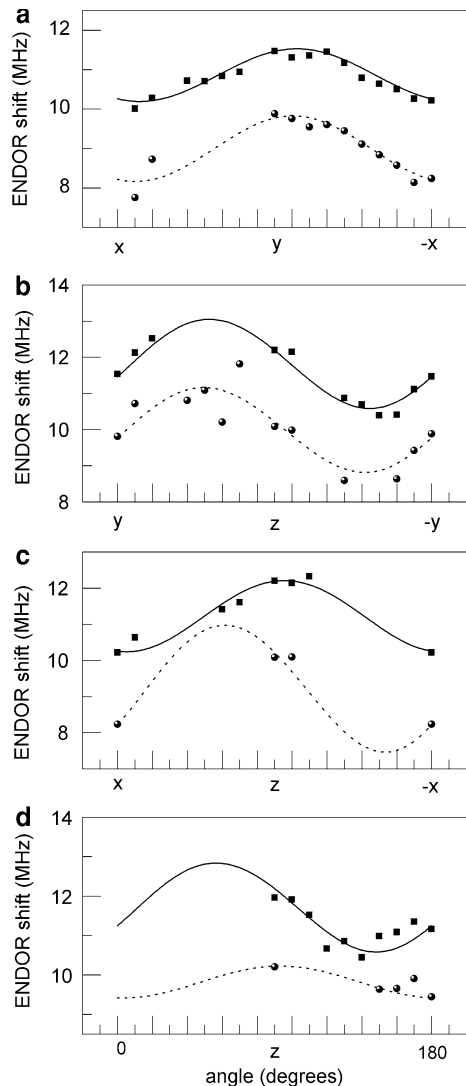 a
12
10
8
ENDOR shift (MHz)
x y -x
b
14
12
10
8
ENDOR shift (MHz)
y z -y
c
12
10
8
ENDOR shift (MHz)
x z -x
d
14
12
10
ENDOR shift (MHz)
0 z 180
angle (degrees)